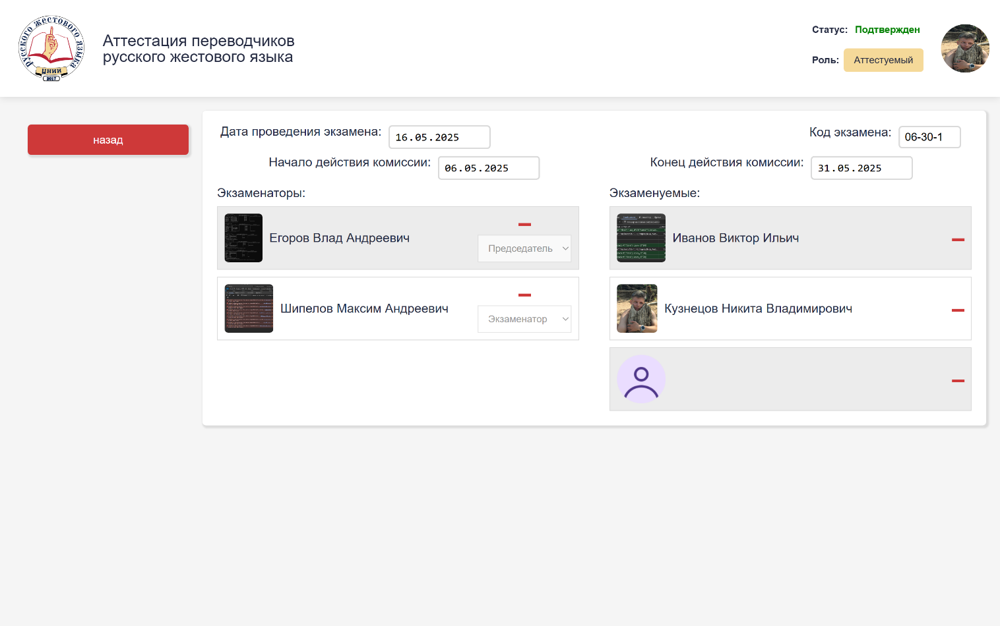 русского жестового языка
ЦНИИ
2017
Аттестация переводчиков
русского жестового языка
Статус: Подтвержден
Роль: Аттестуемый
назад
Дата проведения экзамена: 16.05.2025
Код экзамена: 06-30-1
Начало действия комиссии: 06.05.2025
Конец действия комиссии: 31.05.2025
Экзаменаторы:
Экзаменуемые:
Егоров Влад Андреевич
Председатель
Иванов Виктор Ильич
Шипелов Максим Андреевич
Экзаменатор
Кузнецов Никита Владимирович